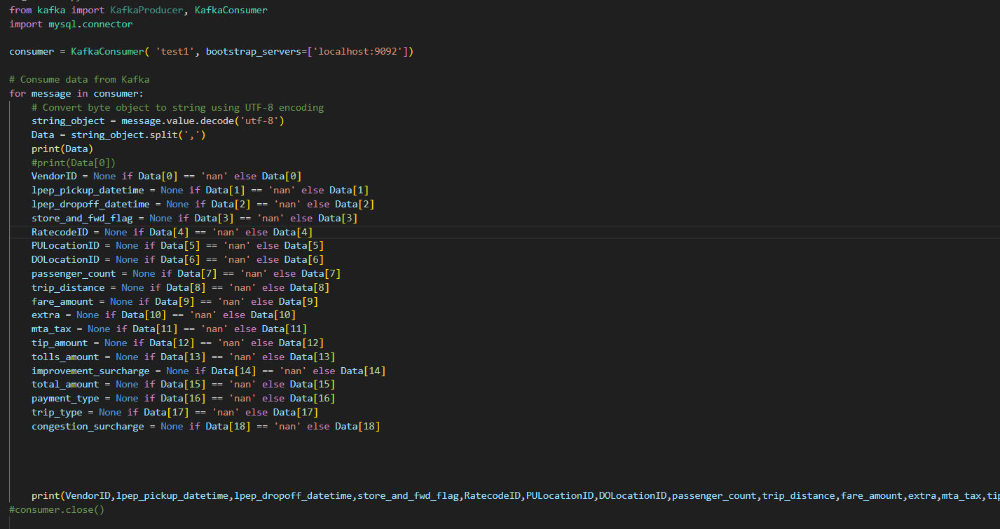 from kafka import KafkaProducer, KafkaConsumer
import mysql.connector
consumer = KafkaConsumer( 'test1', bootstrap_servers=['localhost:9092'])
# Consume data from Kafka
for message in consumer:
    # Convert byte object to string using UTF-8 encoding
    string_object = message.value.decode('utf-8')
    Data = string_object.split(',')
    print(Data)
    #print(Data[0])
    VendorID = None if Data[0] == 'nan' else Data[0]
    lpep_pickup_datetime = None if Data[1] == 'nan' else Data[1]
    lpep_dropoff_datetime = None if Data[2] == 'nan' else Data[2]
    store_and_fwd_flag = None if Data[3] == 'nan' else Data[3]
    RatecodeID = None if Data[4] == 'nan' else Data[4]
    PULocationID = None if Data[5] == 'nan' else Data[5]
    DOLocationID = None if Data[6] == 'nan' else Data[6]
    passenger_count = None if Data[7] == 'nan' else Data[7]
    trip_distance = None if Data[8] == 'nan' else Data[8]
    fare_amount = None if Data[9] == 'nan' else Data[9]
    extra = None if Data[10] == 'nan' else Data[10]
    mta_tax = None if Data[11] == 'nan' else Data[11]
    tip_amount = None if Data[12] == 'nan' else Data[12]
    tolls_amount = None if Data[13] == 'nan' else Data[13]
    improvement_surcharge = None if Data[14] == 'nan' else Data[14]
    total_amount = None if Data[15] == 'nan' else Data[15]
    payment_type = None if Data[16] == 'nan' else Data[16]
    trip_type = None if Data[17] == 'nan' else Data[17]
    congestion_surcharge = None if Data[18] == 'nan' else Data[18]
    print(VendorID,lpep_pickup_datetime,lpep_dropoff_datetime,store_and_fwd_flag,RatecodeID,PULocationID,DOLocationID,passenger_count,trip_distance,fare_amount,extra,mta_tax,tip
#consumer.close()